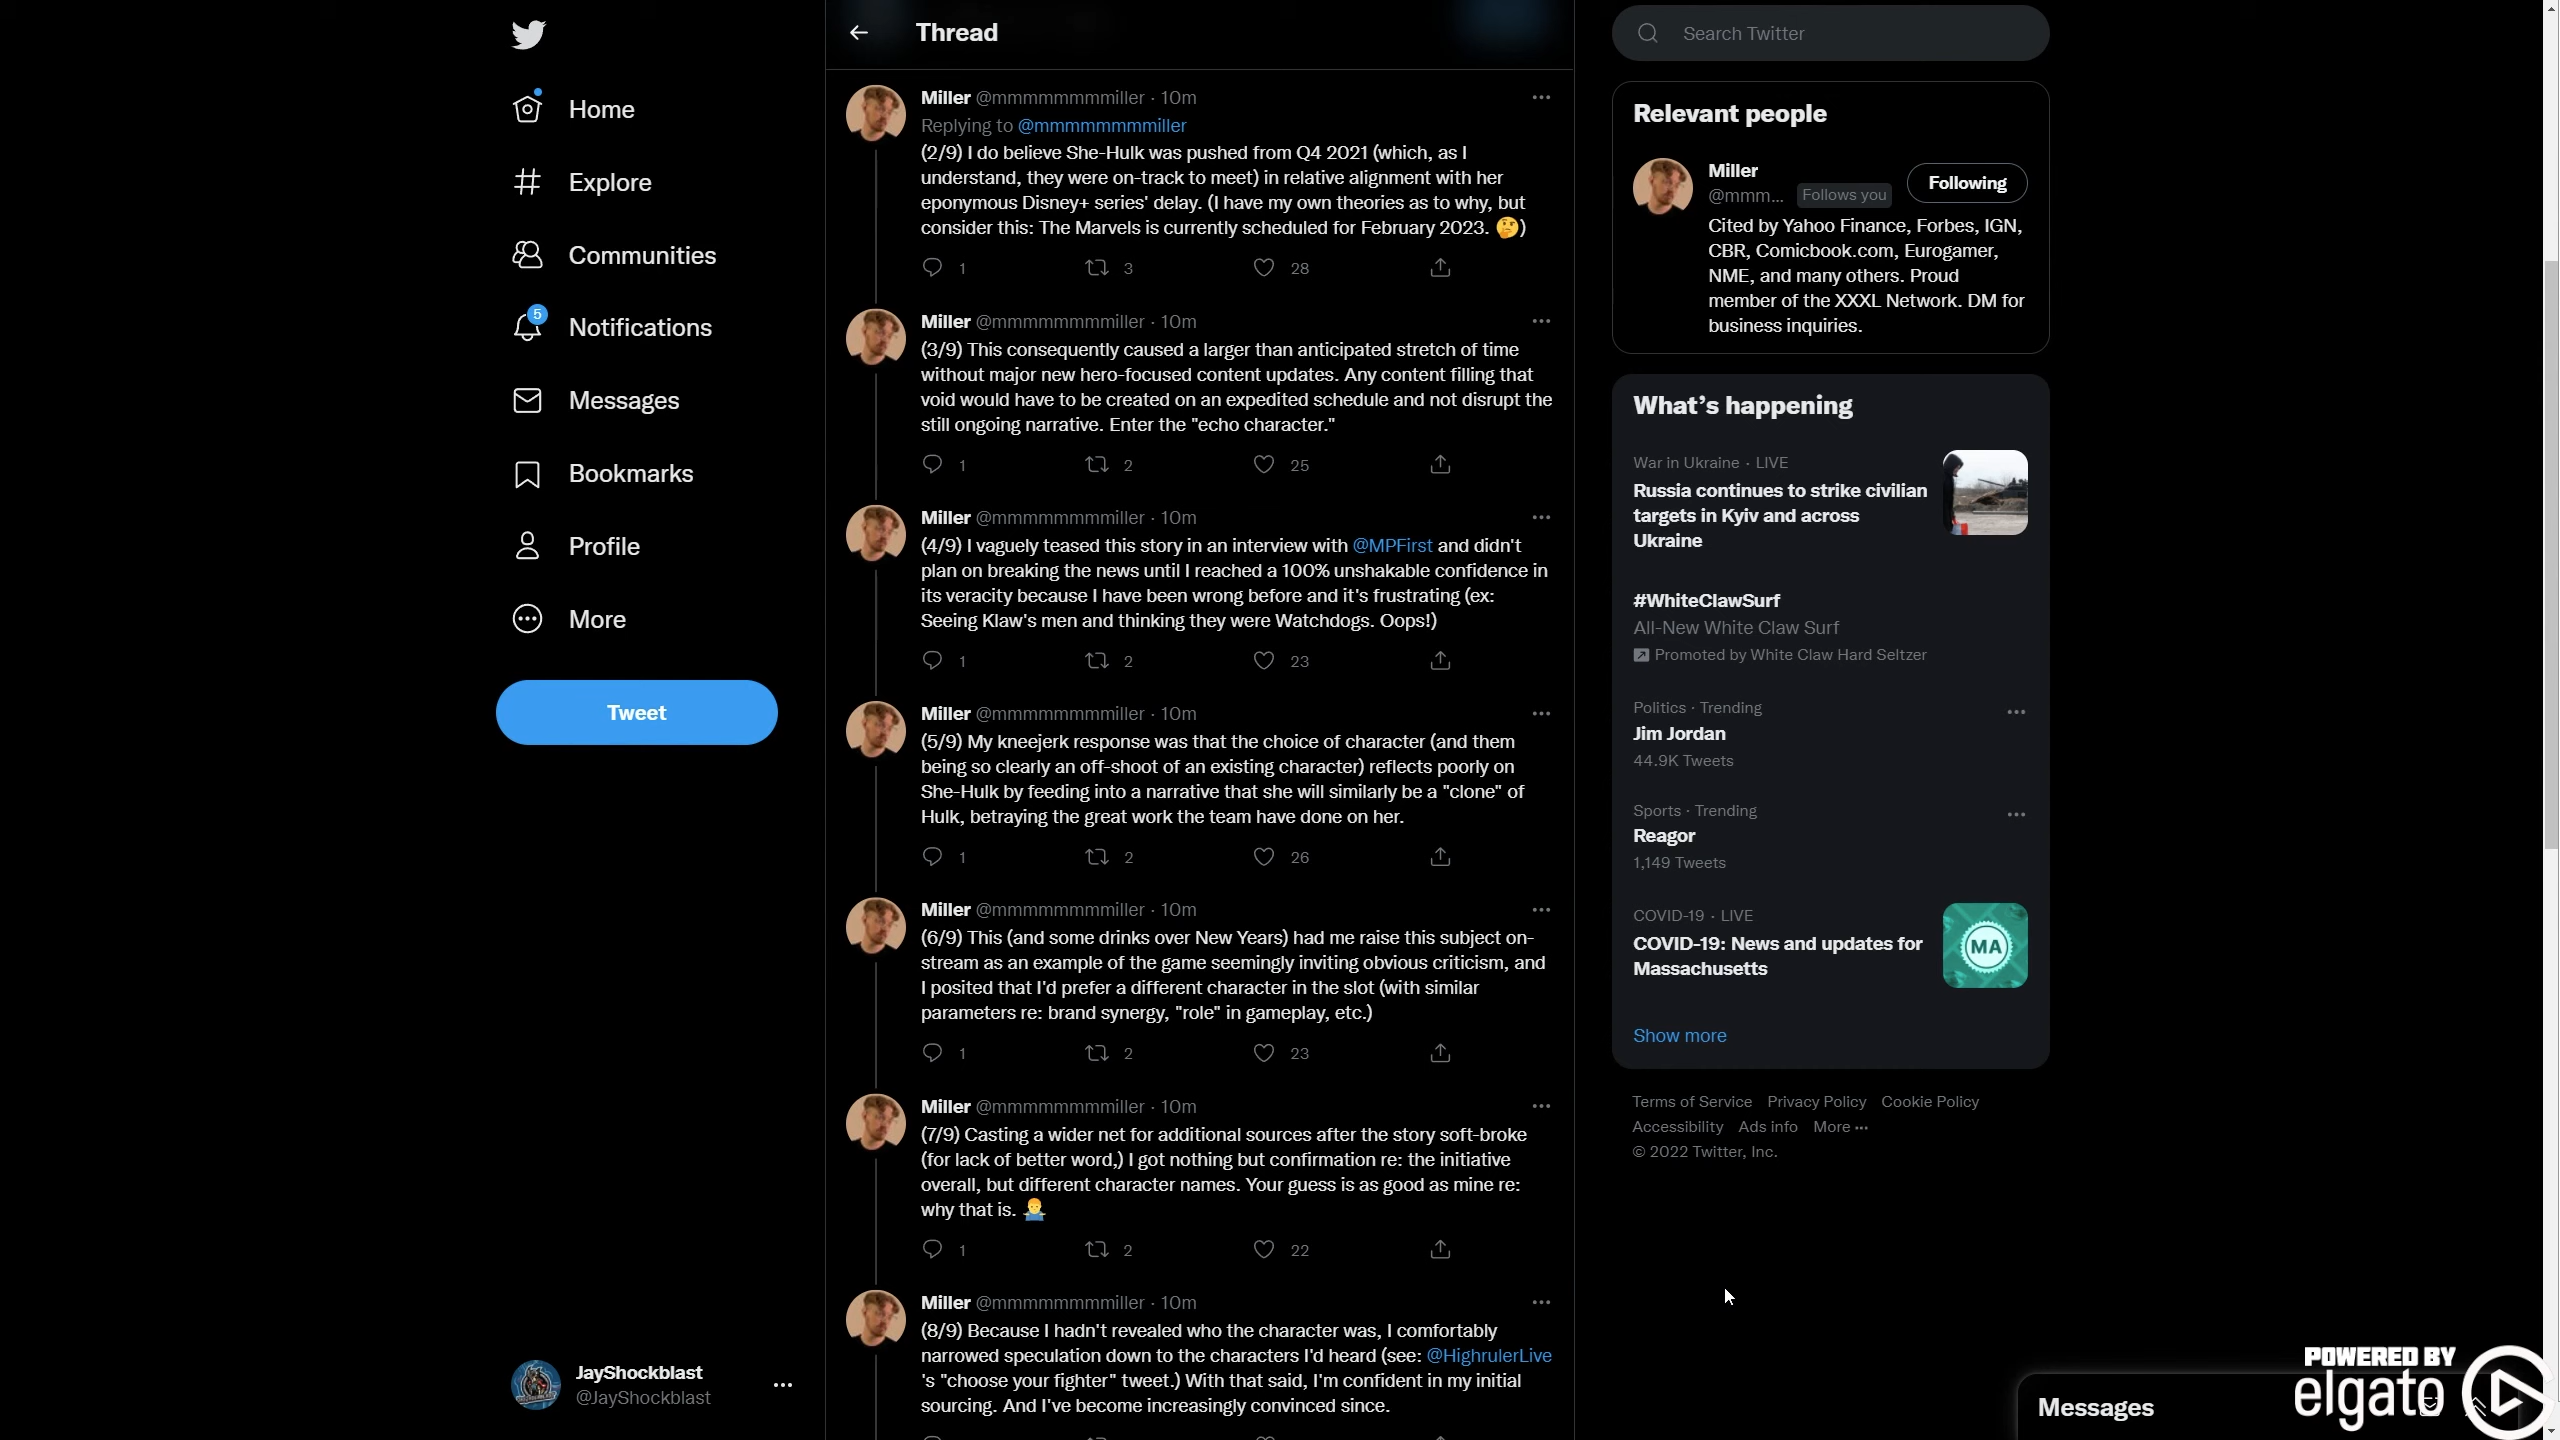 Home
Explore
Communities
5
Notifications
Messages
Bookmarks
Profile
More
Tweet
JayShockblast
@JayShockblast
Thread
Miller @mmmmmmmmiller · 10m
Replying to @mmmmmmmmiller
(2/9) I do believe She-Hulk was pushed from Q4 2021 (which, as I
understand, they were on-track to meet) in relative alignment with her
eponymous Disney+ series' delay. (I have my own theories as to why, but
consider this: The Marvels is currently scheduled for February 2023. 🤔)
1 3 28
Miller @mmmmmmmmiller · 10m
(3/9) This consequently caused a larger than anticipated stretch of time
without major new hero-focused content updates. Any content filling that
void would have to be created on an expedited schedule and not disrupt the
still ongoing narrative. Enter the "echo character."
1 2 25
Miller @mmmmmmmmiller · 10m
(4/9) I vaguely teased this story in an interview with @MPFirst and didn't
plan on breaking the news until I reached a 100% unshakable confidence in
its veracity because I have been wrong before and it's frustrating (ex:
Seeing Klaw's men and thinking they were Watchdogs. Oops!)
1 2 23
Miller @mmmmmmmmiller · 10m
(5/9) My kneejerk response was that the choice of character (and them
being so clearly an off-shoot of an existing character) reflects poorly on
She-Hulk by feeding into a narrative that she will similarly be a "clone" of
Hulk, betraying the great work the team have done on her.
1 2 26
Miller @mmmmmmmmiller · 10m
(6/9) This (and some drinks over New Years) had me raise this subject on-
stream as an example of the game seemingly inviting obvious criticism, and
I posited that I'd prefer a different character in the slot (with similar
parameters re: brand synergy, "role" in gameplay, etc.)
1 2 23
Miller @mmmmmmmmiller · 10m
(7/9) Casting a wider net for additional sources after the story soft-broke
(for lack of better word,) I got nothing but confirmation re: the initiative
overall, but different character names. Your guess is as good as mine re:
why that is. 🤷‍♂️
1 2 22
Miller @mmmmmmmmiller · 10m
(8/9) Because I hadn't revealed who the character was, I comfortably
narrowed speculation down to the characters I'd heard (see: @HighrulerLive
's "choose your fighter" tweet.) With that said, I'm confident in my initial
sourcing. And I've become increasingly convinced since.
Search Twitter
Relevant people
Miller
@mmm... Follows you
Following
Cited by Yahoo Finance, Forbes, IGN,
CBR, Comicbook.com, Eurogamer,
NME, and many others. Proud
member of the XXXL Network. DM for
business inquiries.
What's happening
War in Ukraine · LIVE
Russia continues to strike civilian
targets in Kyiv and across
Ukraine
#WhiteClawSurf
All-New White Claw Surf
Promoted by White Claw Hard Seltzer
Politics · Trending
Jim Jordan
44.9K Tweets
Sports · Trending
Reagor
1,149 Tweets
COVID-19 · LIVE
COVID-19: News and updates for
Massachusetts
MA
Show more
Terms of Service Privacy Policy Cookie Policy
Accessibility Ads info More ···
© 2022 Twitter, Inc.
Messages
POWERED BY
elgato